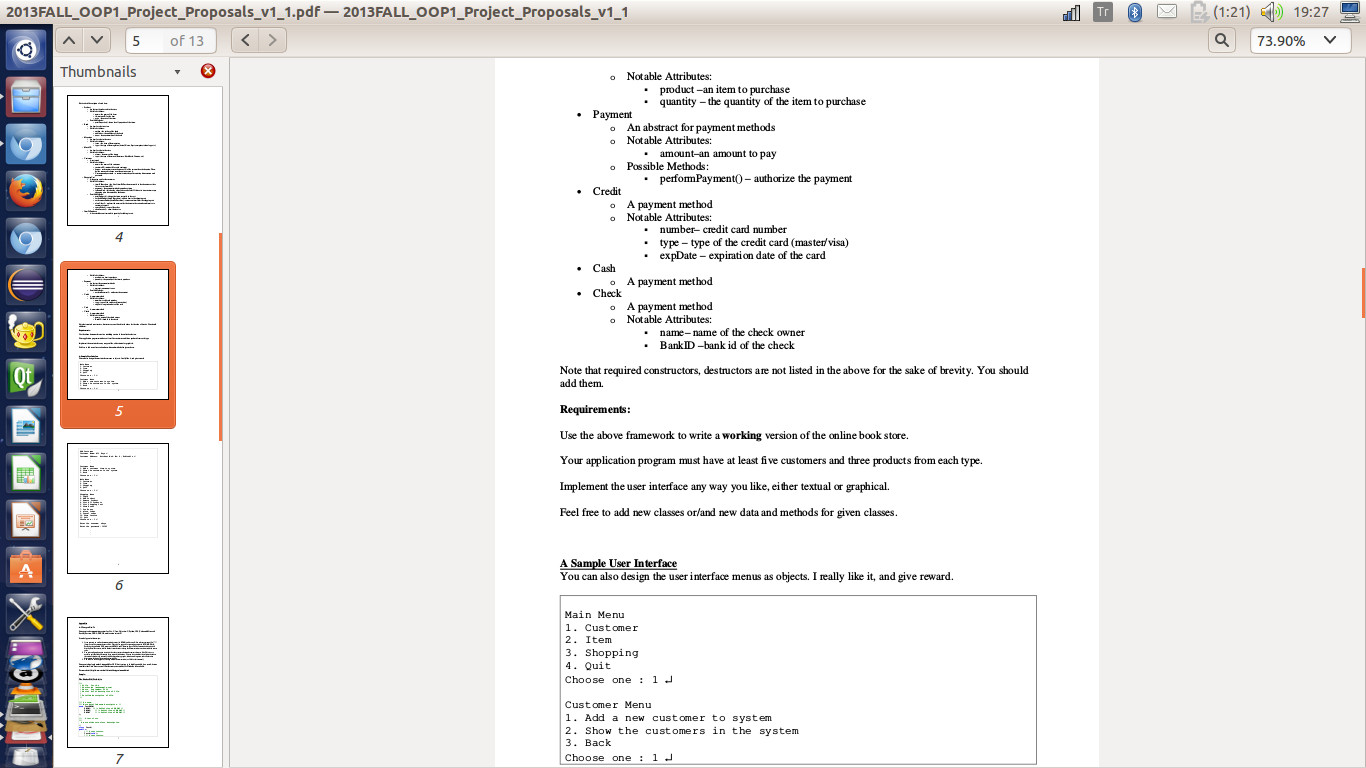 2013FALL_OOP1_Project_Proposals_v1_1.pdf — 2013FALL_OOP1_Project_Proposals_v1_1
Tr
(1:21)
19:27
5
of 13
73.90%
Thumbnails
4
5
6
7
o Notable Attributes:
▪ product –an item to purchase
▪ quantity – the quantity of the item to purchase
• Payment
o An abstract for payment methods
o Notable Attributes:
▪ amount–an amount to pay
o Possible Methods:
▪ performPayment() – authorize the payment
• Credit
o A payment method
o Notable Attributes:
▪ number– credit card number
▪ type – type of the credit card (master/visa)
▪ expDate – expiration date of the card
• Cash
o A payment method
• Check
o A payment method
o Notable Attributes:
▪ name– name of the check owner
▪ BankID –bank id of the check
Note that required constructors, destructors are not listed in the above for the sake of brevity. You should
add them.
Requirements:
Use the above framework to write a working version of the online book store.
Your application program must have at least five customers and three products from each type.
Implement the user interface any way you like, either textual or graphical.
Feel free to add new classes or/and new data and methods for given classes.
A Sample User Interface
You can also design the user interface menus as objects. I really like it, and give reward.
Main Menu
1. Customer
2. Item
3. Shopping
4. Quit
Choose one : 1 ↵
Customer Menu
1. Add a new customer to system
2. Show the customers in the system
3. Back
Choose one : 1 ↵